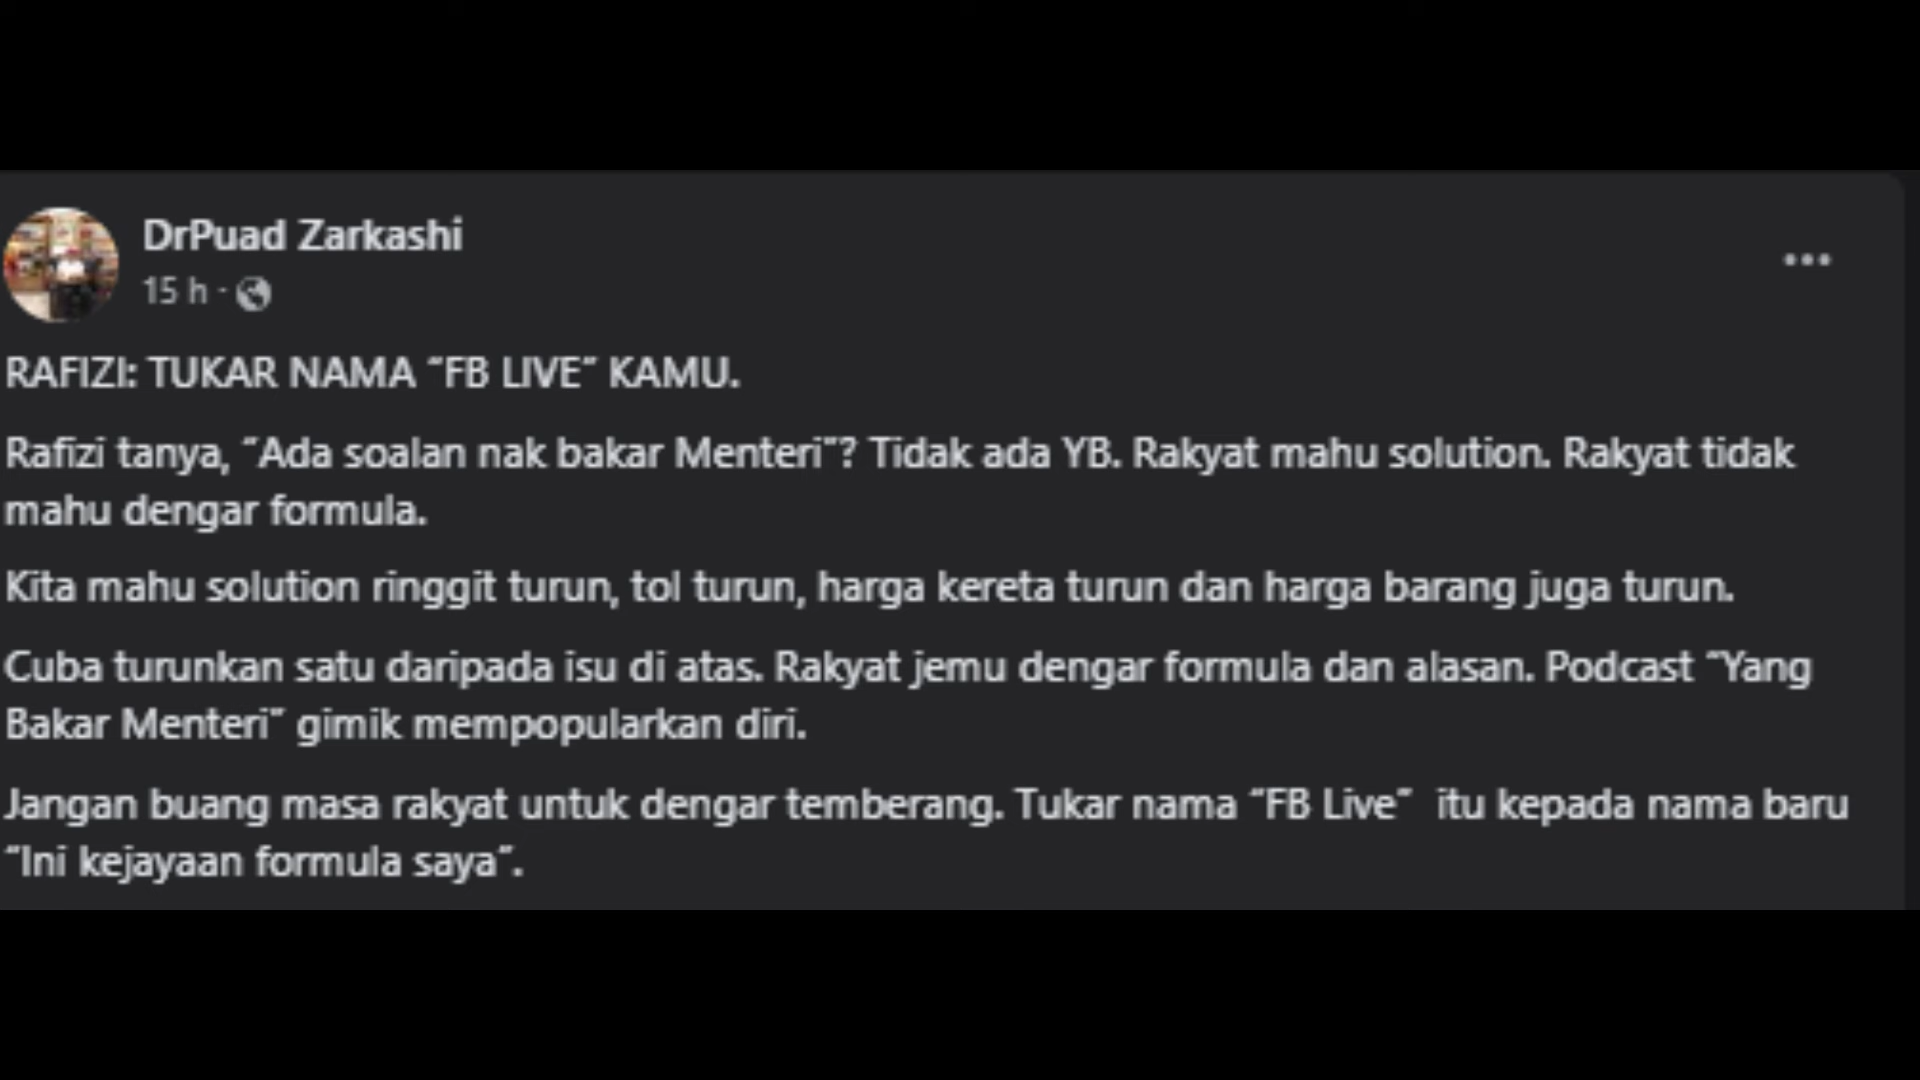 DrPuad Zarkashi
15 h ·
RAFIZI: TUKAR NAMA “FB LIVE” KAMU.
Rafizi tanya, “Ada soalan nak bakar Menteri”? Tidak ada YB. Rakyat mahu solution. Rakyat tidak
mahu dengar formula.
Kita mahu solution ringgit turun, tol turun, harga kereta turun dan harga barang juga turun.
Cuba turunkan satu daripada isu di atas. Rakyat jemu dengar formula dan alasan. Podcast “Yang
Bakar Menteri” gimik mempopularkan diri.
Jangan buang masa rakyat untuk dengar temberang. Tukar nama “FB Live”  itu kepada nama baru
“Ini kejayaan formula saya”.